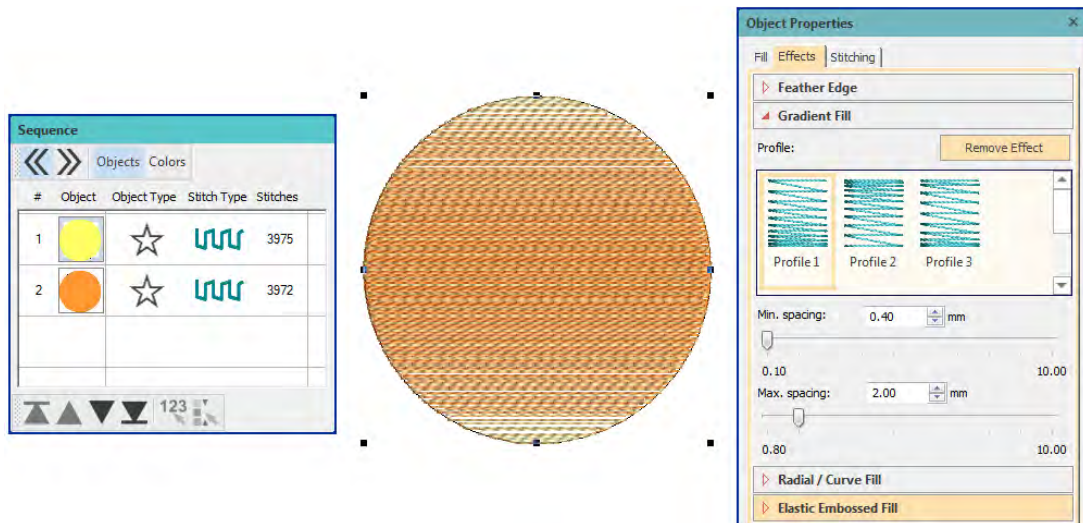 Sequence
Objects Colors
# Object Object Type Stitch Type Stitches
1 3975
2 3972
123
Object Properties ×
Fill Effects Stitching
Feather Edge
Gradient Fill
Profile: Remove Effect
Profile 1 Profile 2 Profile 3
Min. spacing: 0.40 mm
0.10 10.00
Max. spacing: 2.00 mm
0.80 10.00
Radial / Curve Fill
Elastic Embossed Fill